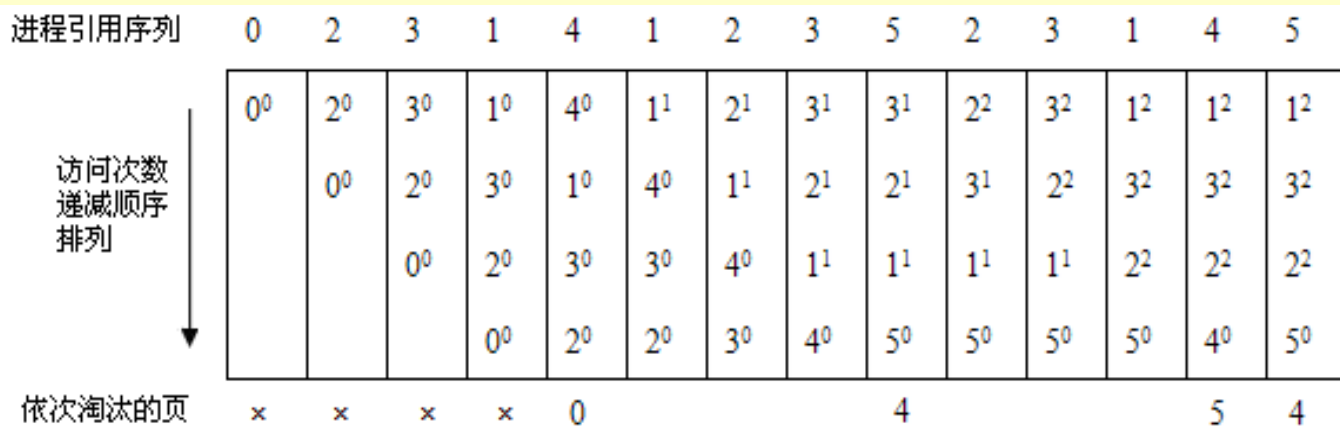 进程引用序列 0 2 3 1 4 1 2 3 5 2 3 1 4 5
0⁰ 2⁰ 3⁰ 1⁰ 4⁰ 1¹ 2¹ 3¹ 3¹ 2² 3² 1² 1² 1²
访问次数
递减顺序
排列
0⁰ 2⁰ 3⁰ 1⁰ 4⁰ 1¹ 2¹ 2¹ 3¹ 2² 3² 3² 3²
0⁰ 2⁰ 3⁰ 3⁰ 4⁰ 1¹ 1¹ 1¹ 1¹ 2² 2² 2²
0⁰ 2⁰ 2⁰ 3⁰ 4⁰ 5⁰ 5⁰ 5⁰ 5⁰ 4⁰ 5⁰
依次淘汰的页 × × × × 0 4 5 4